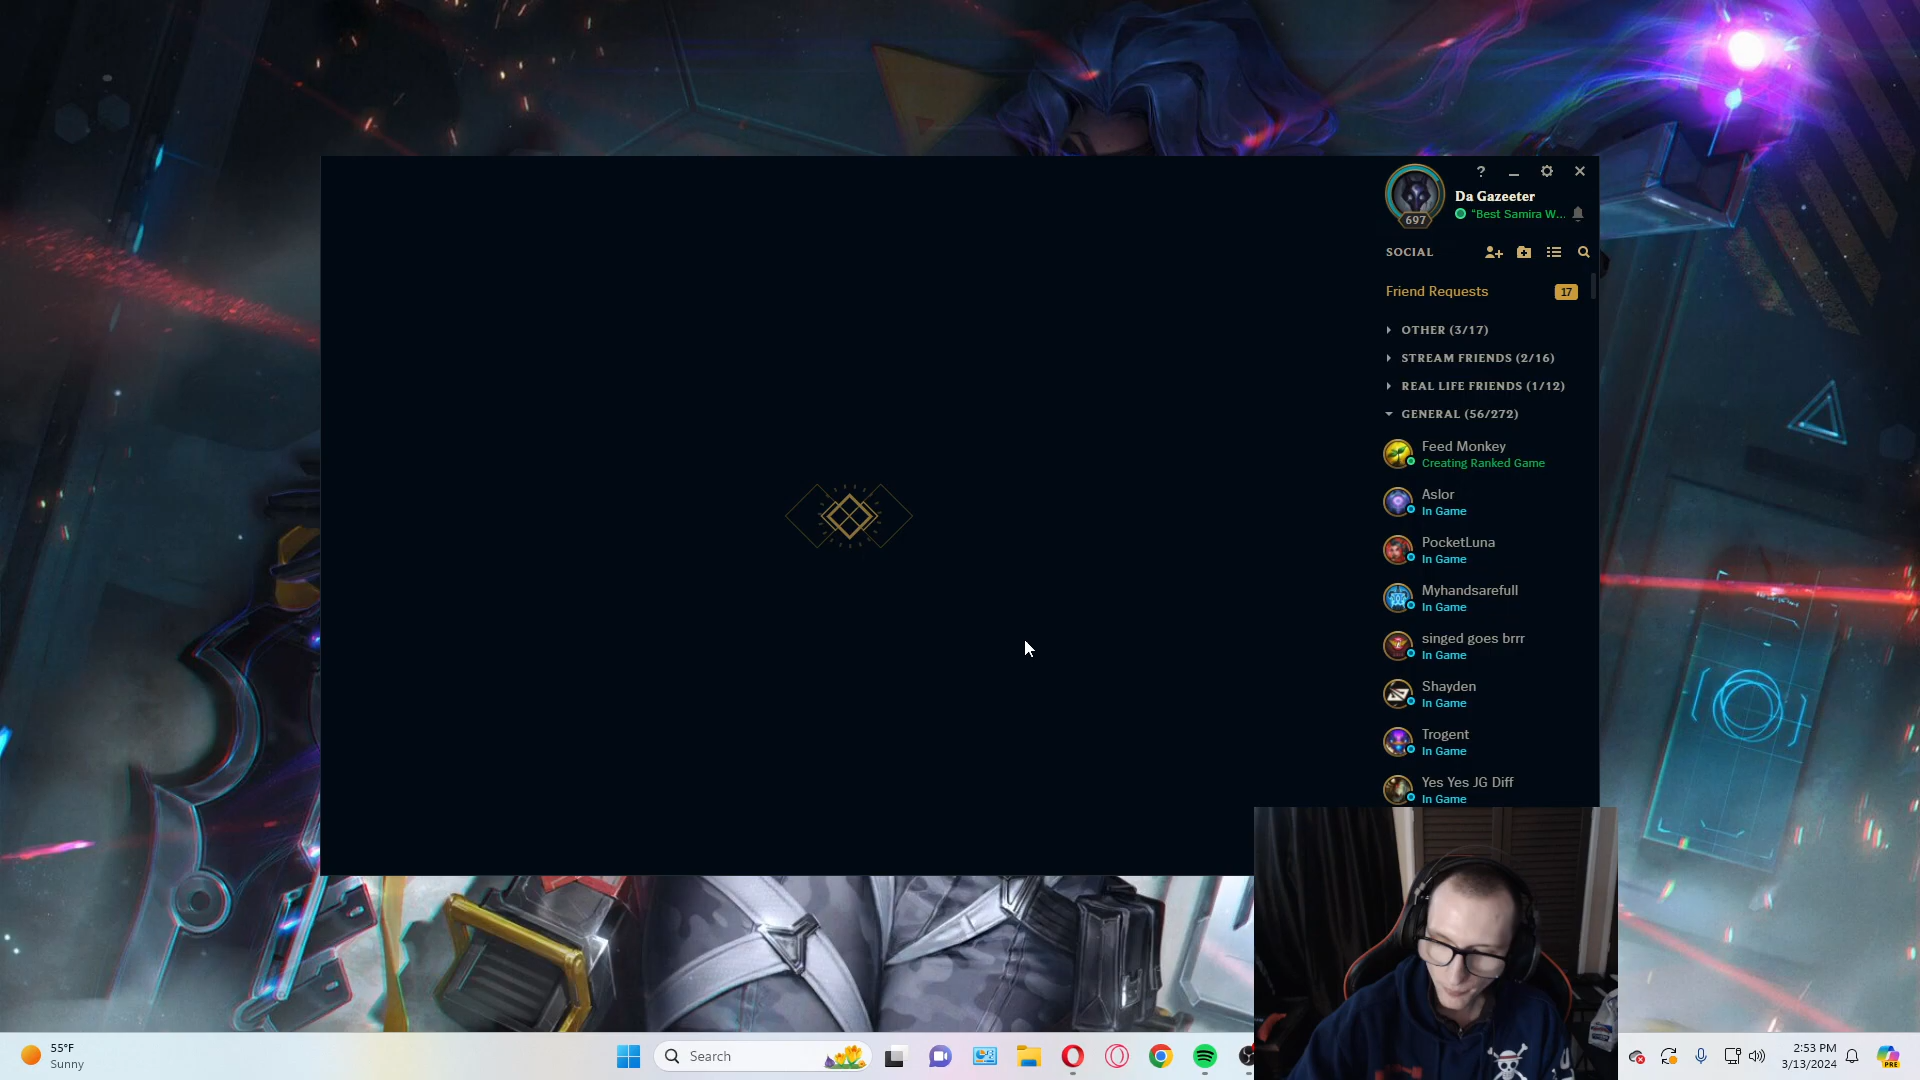 Da Gazeeter
697
"Best Samira W...
SOCIAL
Friend Requests
17
OTHER (3/17)
STREAM FRIENDS (2/16)
REAL LIFE FRIENDS (1/12)
GENERAL (56/272)
Feed Monkey
Creating Ranked Game
Aslor
In Game
PocketLuna
In Game
Myhandsarefull
In Game
singed goes brrr
In Game
Shayden
In Game
Trogent
In Game
Yes Yes JG Diff
In Game
55°F
Sunny
Search
2:53 PM
3/13/2024
PRE